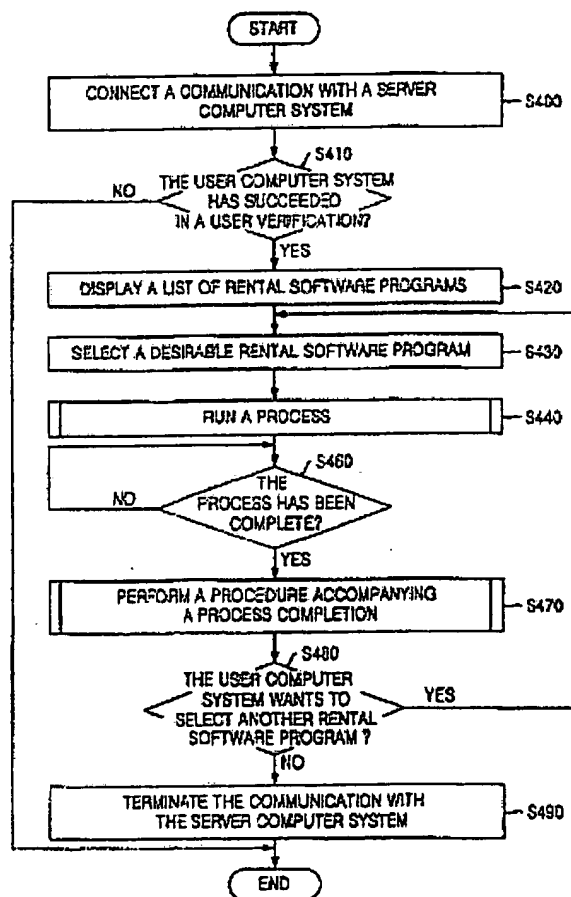 START
CONNECT A COMMUNICATION WITH A SERVER
COMPUTER SYSTEM
S400
S410
NO
THE USER COMPUTER SYSTEM
HAS SUCCEEDED
IN A USER VERIFICATION?
YES
DISPLAY A LIST OF RENTAL SOFTWARE PROGRAMS
S420
SELECT A DESIRABLE RENTAL SOFTWARE PROGRAM
S430
RUN A PROCESS
S440
S460
NO
THE
PROCESS HAS BEEN
COMPLETE?
YES
PERFORM A PROCEDURE ACCOMPANYING
A PROCESS COMPLETION
S470
S480
THE USER COMPUTER
SYSTEM WANTS TO
SELECT ANOTHER RENTAL
SOFTWARE PROGRAM ?
YES
NO
TERMINATE THE COMMUNICATION WITH
THE SERVER COMPUTER SYSTEM
S490
END